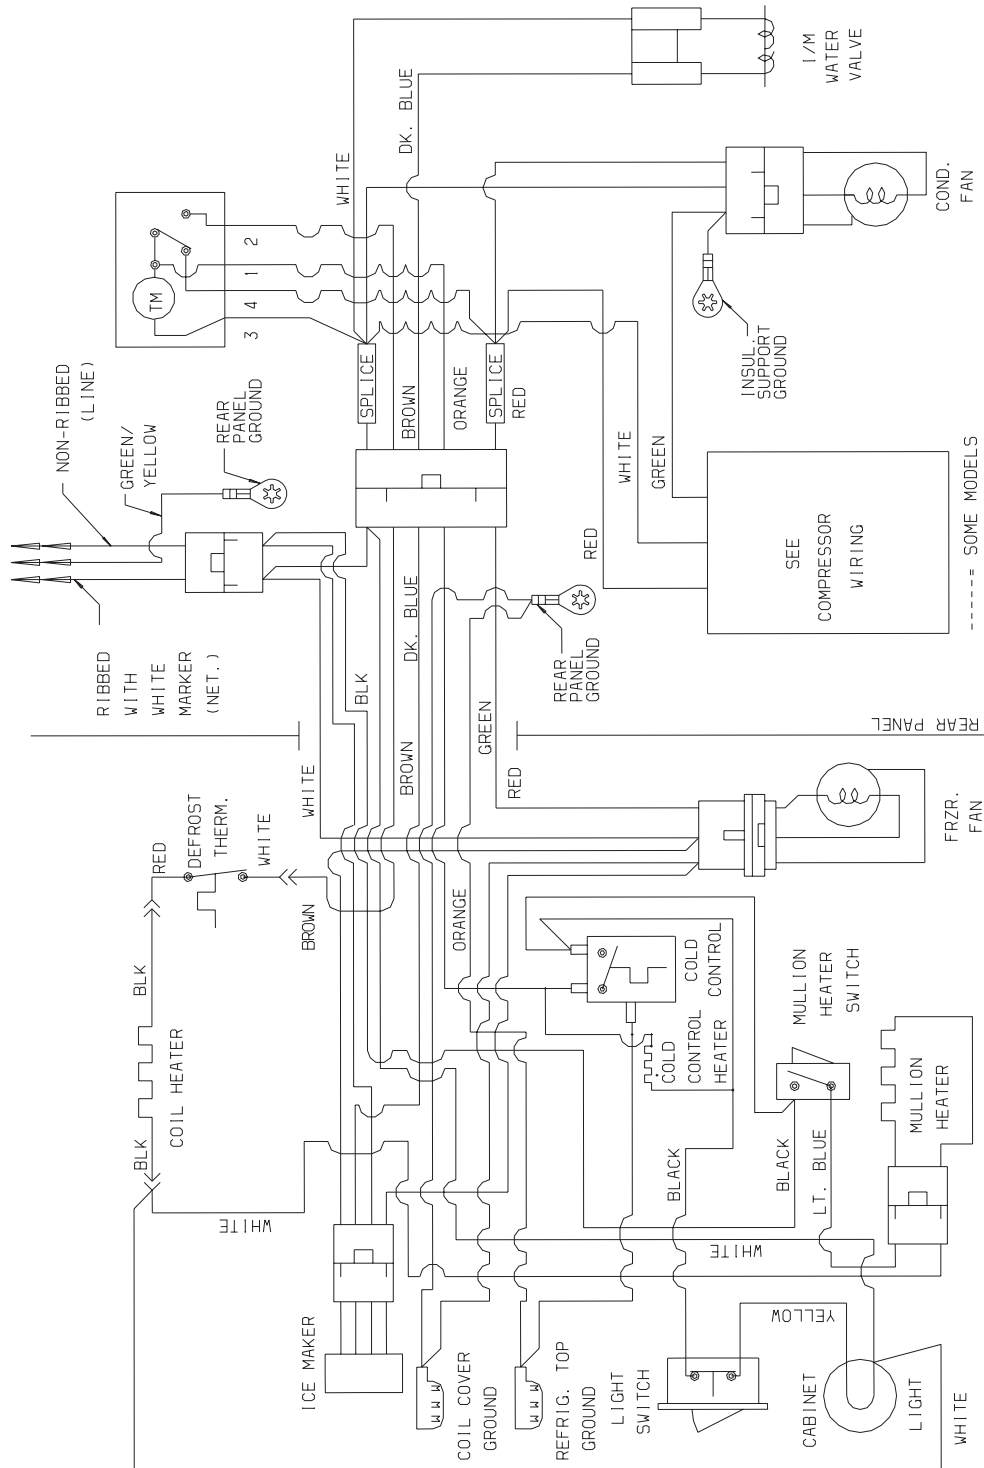 I/M
WATER
VALVE
WHITE
DK. BLUE
COND.
FAN
INSUL.
SUPPORT
GROUND
TM
2
1
4
3
NON-RIBBED
(LINE)
GREEN/
YELLOW
REAR
PANEL
GROUND
SPLICE
BROWN
ORANGE
SPLICE
RED
WHITE
GREEN
SEE
COMPRESSOR
WIRING
-----= SOME MODELS
RIBBED
WITH
WHITE
MARKER
(NET.)
BLK
DK. BLUE
RED
REAR
PANEL
GROUND
GREEN
REAR PANEL
WHITE
BROWN
RED
FRZR.
FAN
RED
DEFROST
THERM.
WHITE
BROWN
BLK
COIL HEATER
BLK
WHITE
ORANGE
COLD
CONTROL
COLD
CONTROL
HEATER
MULLION
HEATER
SWITCH
MULLION
HEATER
BLACK
BLACK
LT. BLUE
WHITE
YELLOW
ICE MAKER
COIL COVER
GROUND
REFRIG. TOP
GROUND
LIGHT
SWITCH
CABINET
LIGHT
WHITE